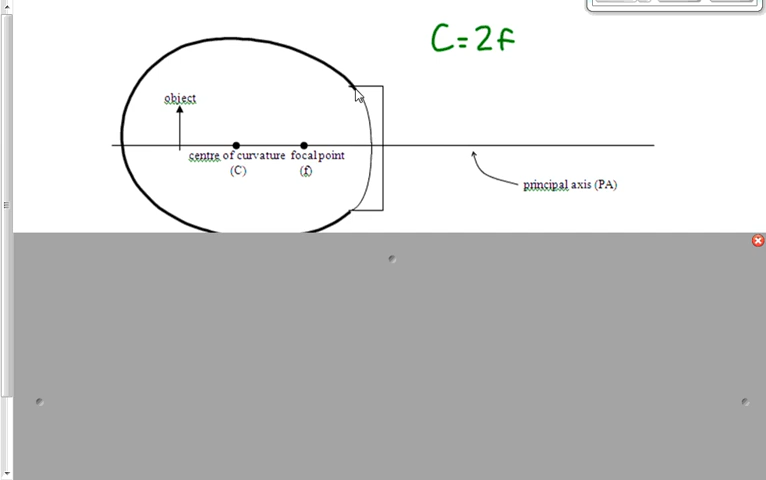 C=2f
object
centre of curvature focal point
(C) (f)
principal axis (PA)